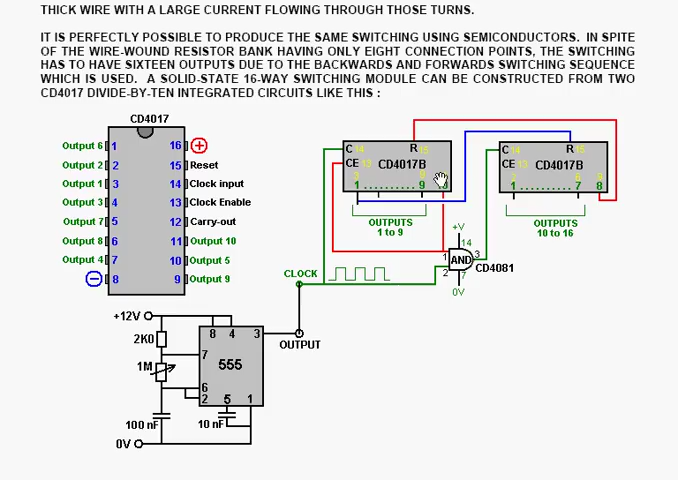 THICK WIRE WITH A LARGE CURRENT FLOWING THROUGH THOSE TURNS.
IT IS PERFECTLY POSSIBLE TO PRODUCE THE SAME SWITCHING USING SEMICONDUCTORS. IN SPITE
OF THE WIRE-WOUND RESISTOR BANK HAVING ONLY EIGHT CONNECTION POINTS, THE SWITCHING
HAS TO HAVE SIXTEEN OUTPUTS DUE TO THE BACKWARDS AND FORWARDS SWITCHING SEQUENCE
WHICH IS USED. A SOLID-STATE 16-WAY SWITCHING MODULE CAN BE CONSTRUCTED FROM TWO
CD4017 DIVIDE-BY-TEN INTEGRATED CIRCUITS LIKE THIS :
CD4017
Output 6 1 16
Output 2 2 15 Reset
Output 1 3 14 Clock input
Output 3 4 13 Clock Enable
Output 7 5 12 Carry-out
Output 8 6 11 Output 10
Output 4 7 10 Output 5
8 9 Output 9
C 14 R 15
CE 13 CD4017B
3 9
1 . . . . . . . . 9
OUTPUTS
1 to 9
C 14 R 15
CE 13 CD4017B
2 6 9
1 . . . . . . . 7 8
OUTPUTS
10 to 16
+V
14
1 AND 3
2 CD4081
7
0V
CLOCK
OUTPUT
+12V
2K0
1M
100 nF
0V
8 4 3
7
555
6
2 5 1
10 nF